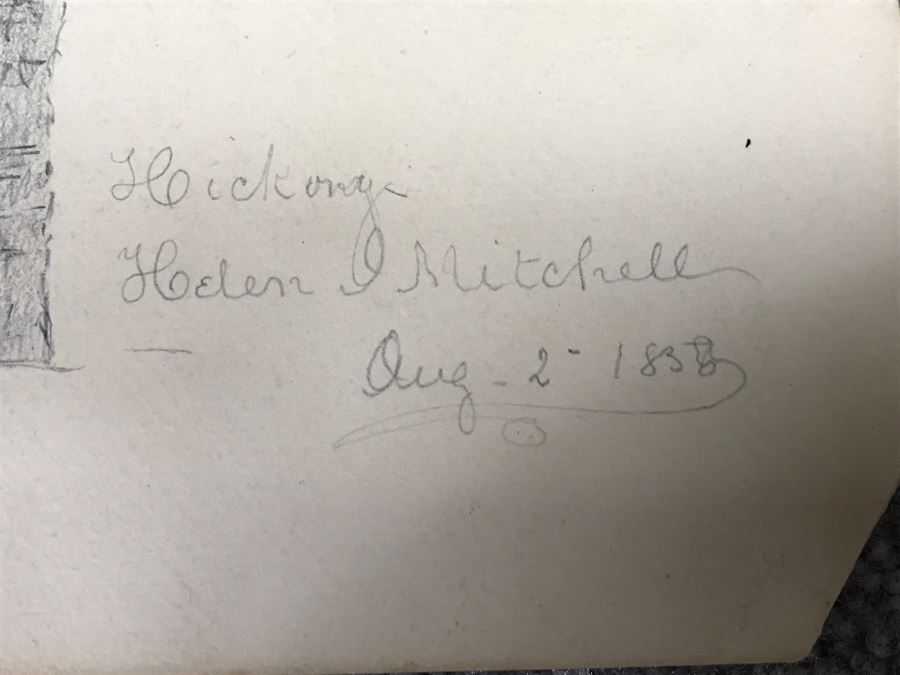 Hickory
Helen I Mitchell
Aug - 2 - 1838